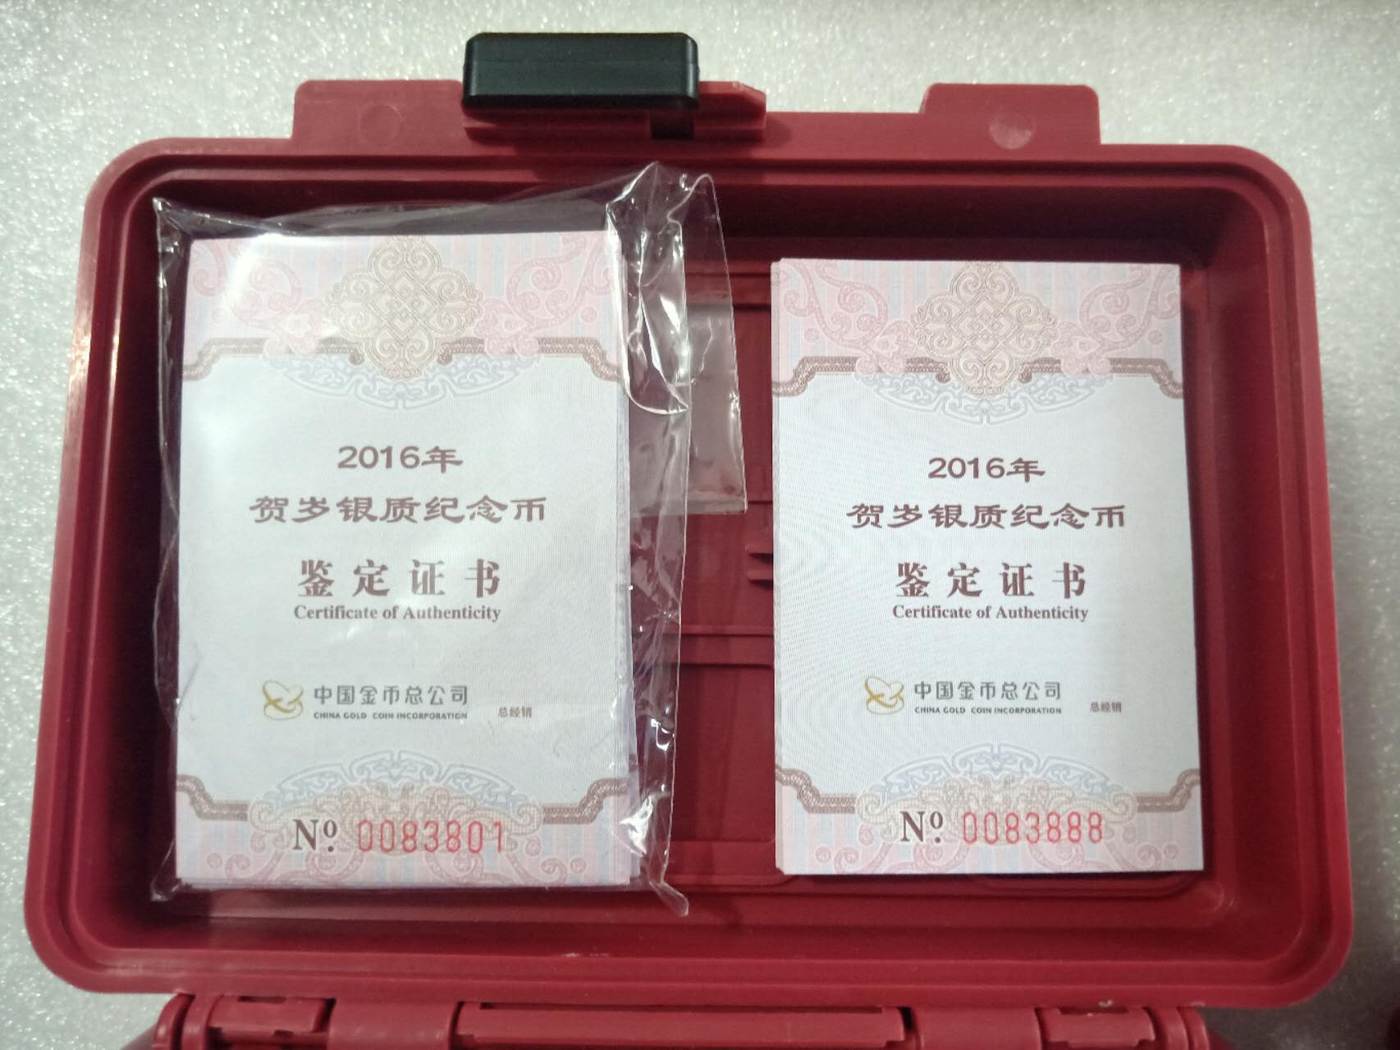 2016年
贺岁银质纪念币
鉴定证书
Certificate of Authenticity
中国金币总公司
CHINA GOLD COIN INCORPORATION
总经销
Nº. 0083801
2016年
贺岁银质纪念币
鉴定证书
Certificate of Authenticity
中国金币总公司
CHINA GOLD COIN INCORPORATION
总经销
Nº. 0083888